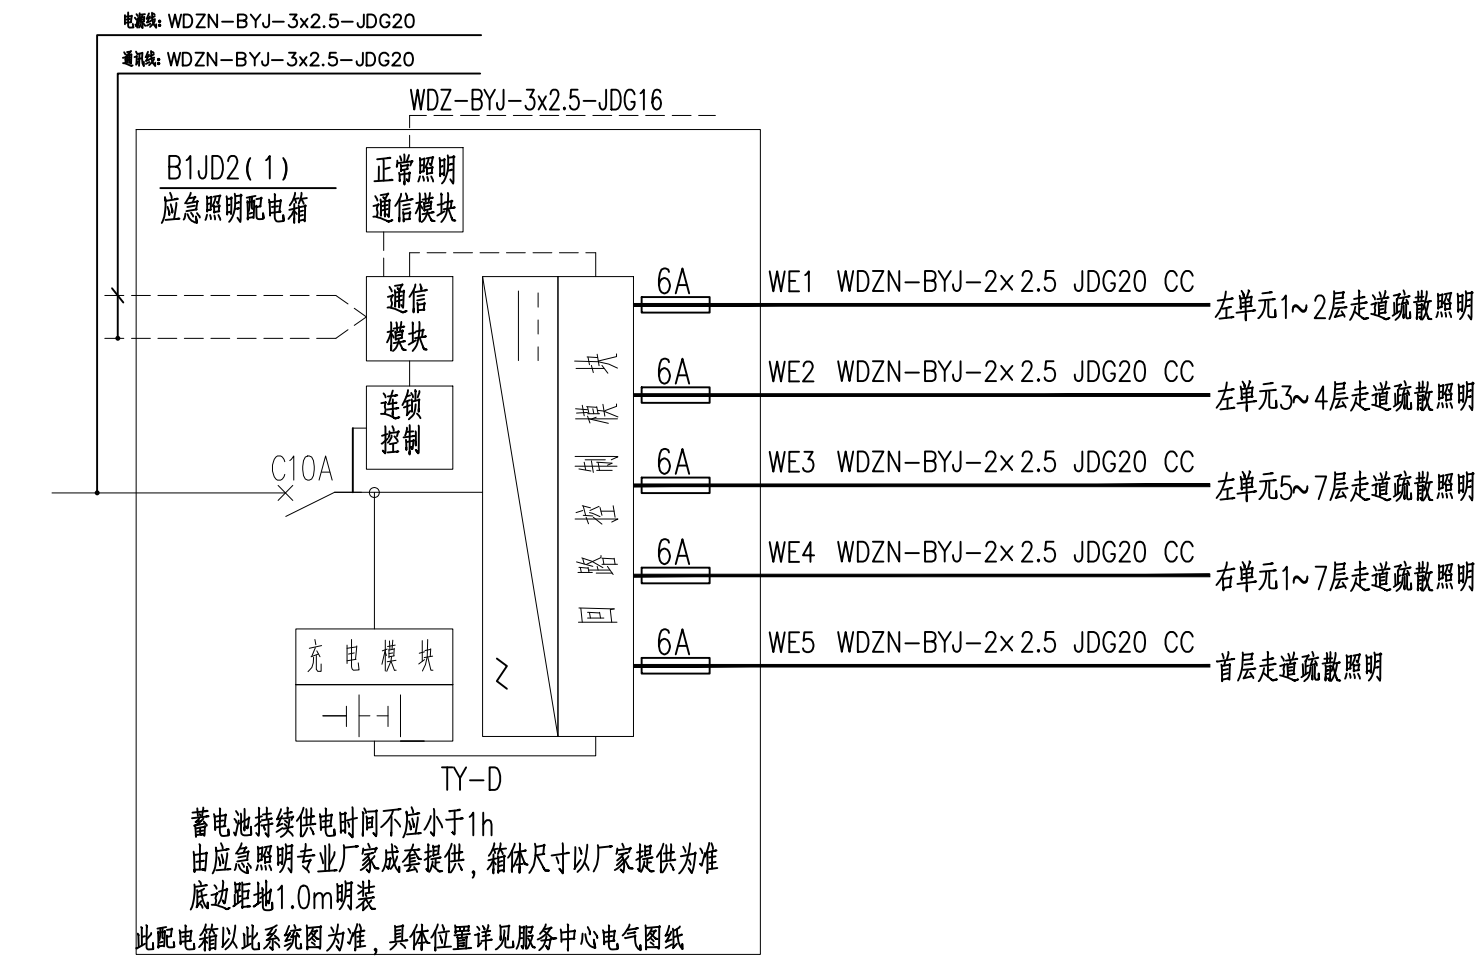 电源线: WDZN-BYJ-3x2.5-JDG20
通讯线: WDZN-BYJ-3x2.5-JDG20
WDZ-BYJ-3x2.5-JDG16
B1JD2(1)
应急照明配电箱
正常照明
通信模块
通信
模块
连锁
控制
C10A
充电模块
回路控制模块
TY-D
6A WE1 WDZN-BYJ-2×2.5 JDG20 CC 左单元1~2层走道疏散照明
6A WE2 WDZN-BYJ-2×2.5 JDG20 CC 左单元3~4层走道疏散照明
6A WE3 WDZN-BYJ-2×2.5 JDG20 CC 左单元5~7层走道疏散照明
6A WE4 WDZN-BYJ-2×2.5 JDG20 CC 右单元1~7层走道疏散照明
6A WE5 WDZN-BYJ-2×2.5 JDG20 CC 首层走道疏散照明
蓄电池持续供电时间不应小于1h
由应急照明专业厂家成套提供,箱体尺寸以厂家提供为准
底边距地1.0m明装
此配电箱以此系统图为准,具体位置详见服务中心电气图纸